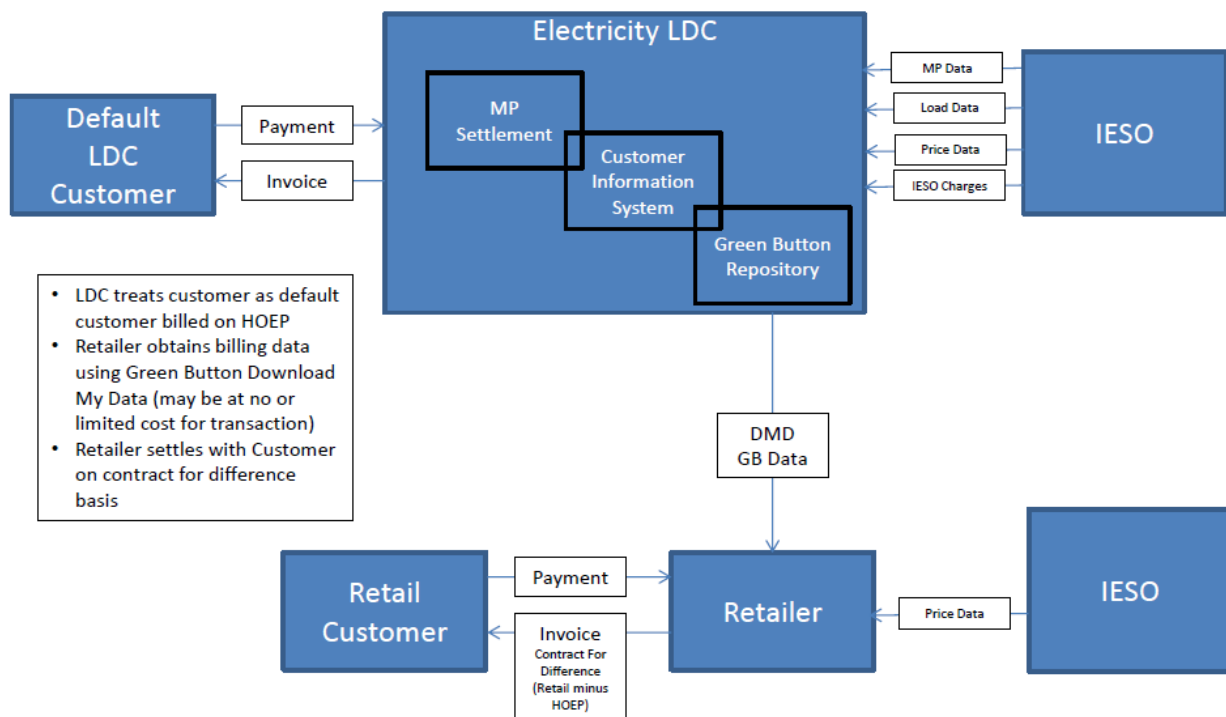 Electricity LDC
MP
Settlement
Customer
Information
System
Green Button
Repository
Default
LDC
Customer
Payment
Invoice
MP Data
Load Data
Price Data
IESO Charges
IESO
• LDC treats customer as default
customer billed on HOEP
• Retailer obtains billing data
using Green Button Download
My Data (may be at no or
limited cost for transaction)
• Retailer settles with Customer
on contract for difference
basis
DMD
GB Data
Retail
Customer
Payment
Invoice
Contract For
Difference
(Retail minus
HOEP)
Retailer
Price Data
IESO